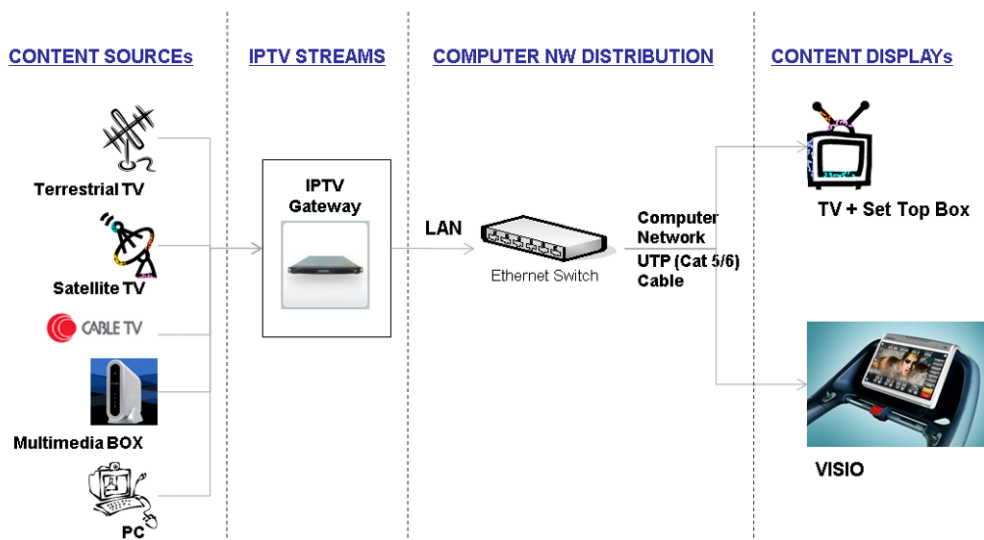 CONTENT SOURCEs
IPTV STREAMS
COMPUTER NW DISTRIBUTION
CONTENT DISPLAYs
Terrestrial TV
Satellite TV
CABLE TV
Multimedia BOX
PC
IPTV
Gateway
LAN
Ethernet Switch
Computer
Network
UTP (Cat 5/6)
Cable
TV + Set Top Box
VISIO